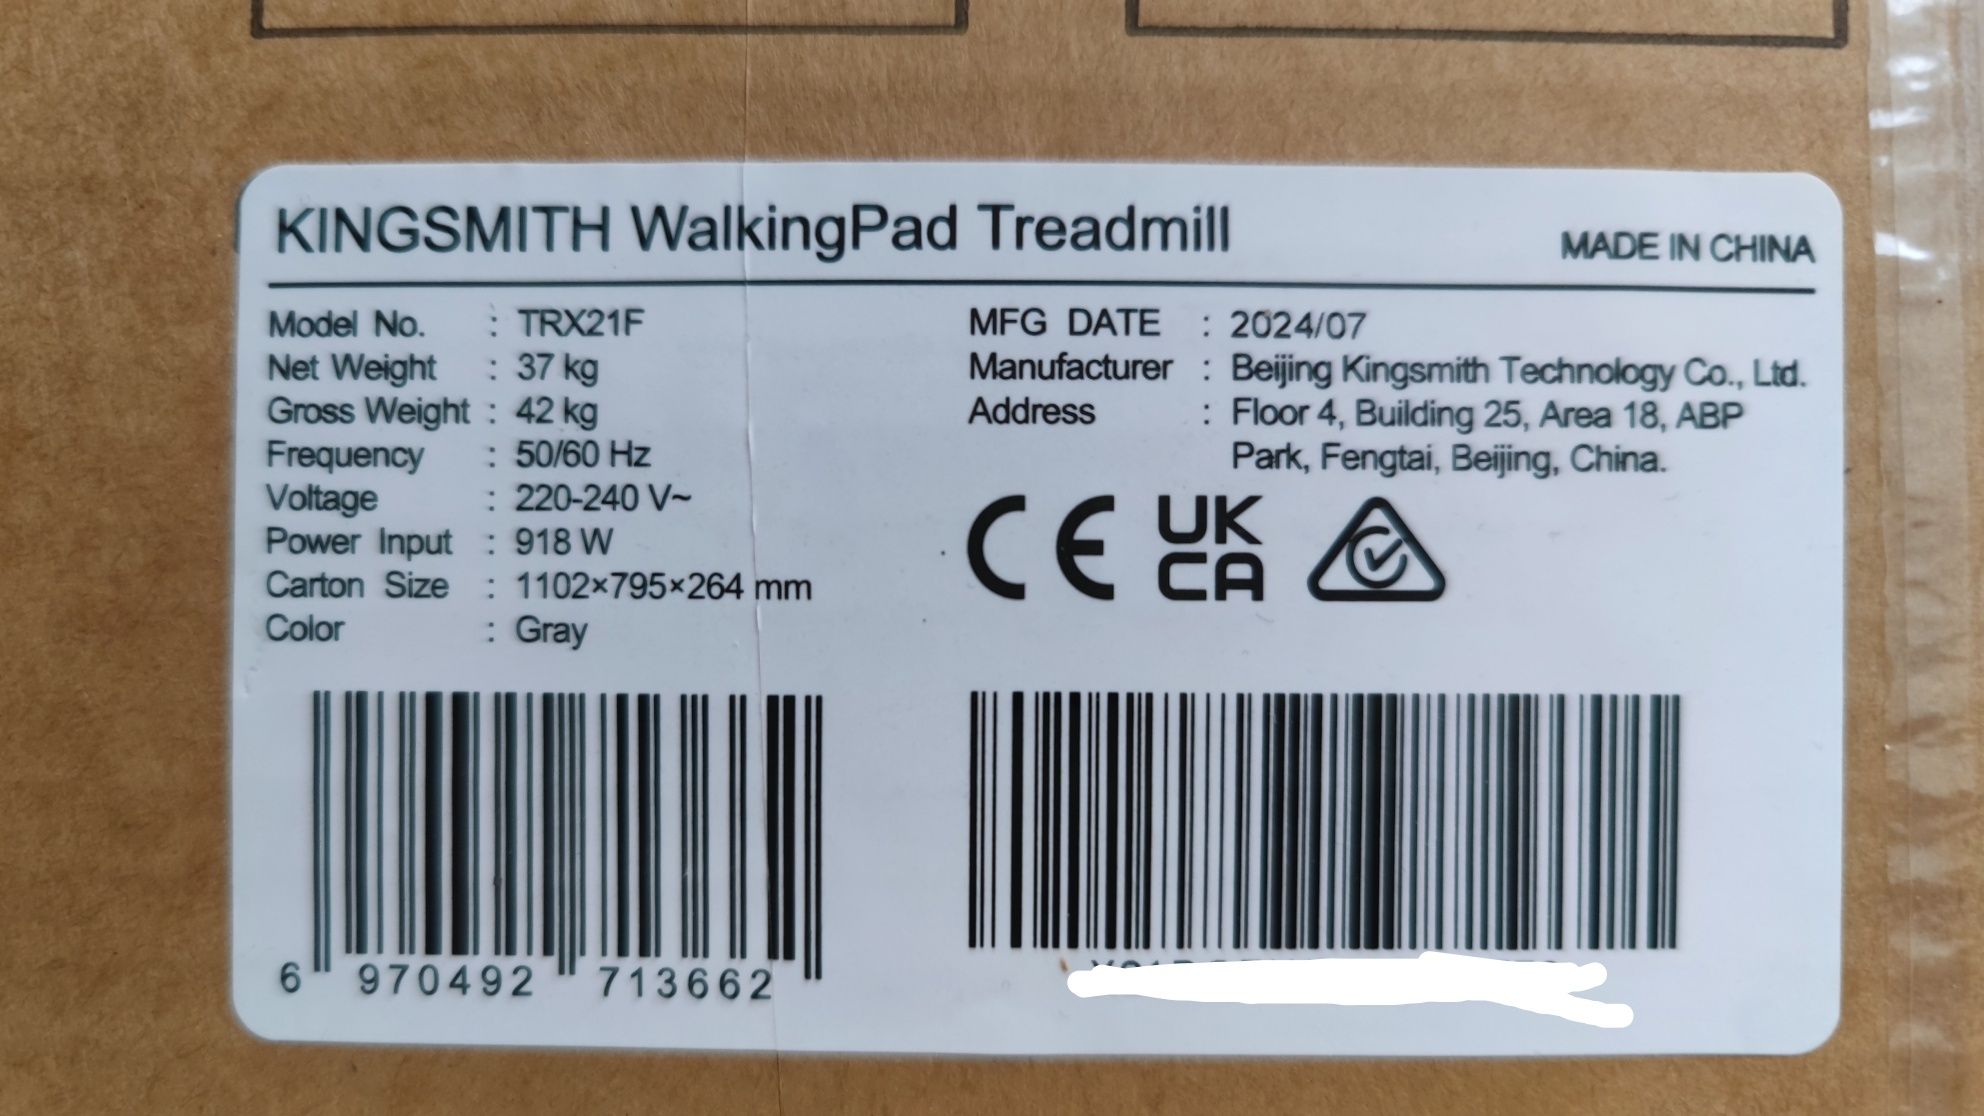 KINGSMITH WalkingPad Treadmill
MADE IN CHINA
Model No. : TRX21F
Net Weight : 37 kg
Gross Weight : 42 kg
Frequency : 50/60 Hz
Voltage : 220-240 V~
Power Input : 918 W
Carton Size : 1102×795×264 mm
Color : Gray
MFG DATE : 2024/07
Manufacturer : Beijing Kingsmith Technology Co., Ltd.
Address : Floor 4, Building 25, Area 18, ABP
Park, Fengtai, Beijing, China.
CE
UK
CA
6 970492 713662